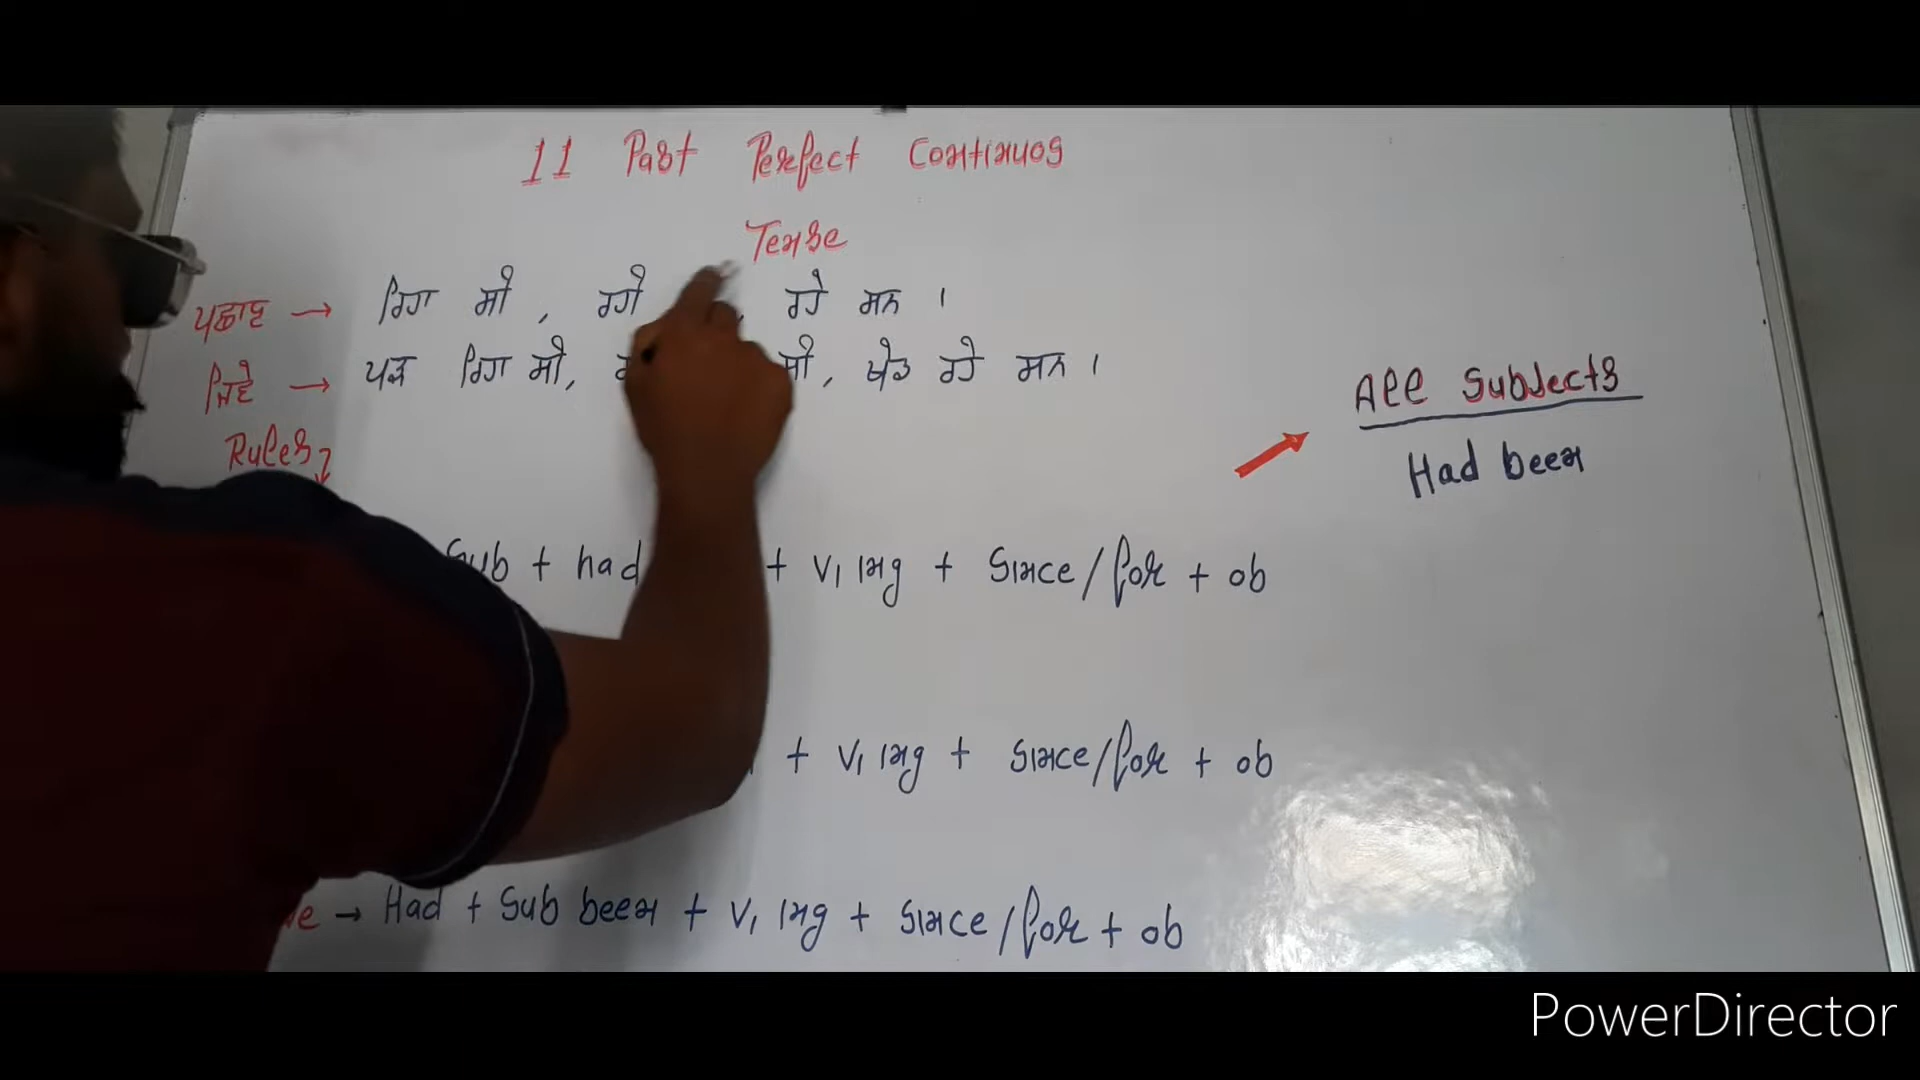 11 Past Perfect Continuos
Tense
ਪਛਾਣ → ਰਿਹਾ ਸੀ , ਰਹੀ , ਰਹੇ ਸਨ ।
ਜਿਵੇਂ → ਪੜ ਰਿਹਾ ਸੀ, ਸੀ, ਖੇਡ ਰਹੇ ਸਨ ।
All Subjects
Rules
Had been
Sub + had + V1 ing + Since/for + ob
+ V1 ing + Since/for + ob
→ Had + Sub been + V1 ing + Since/for + ob
PowerDirector